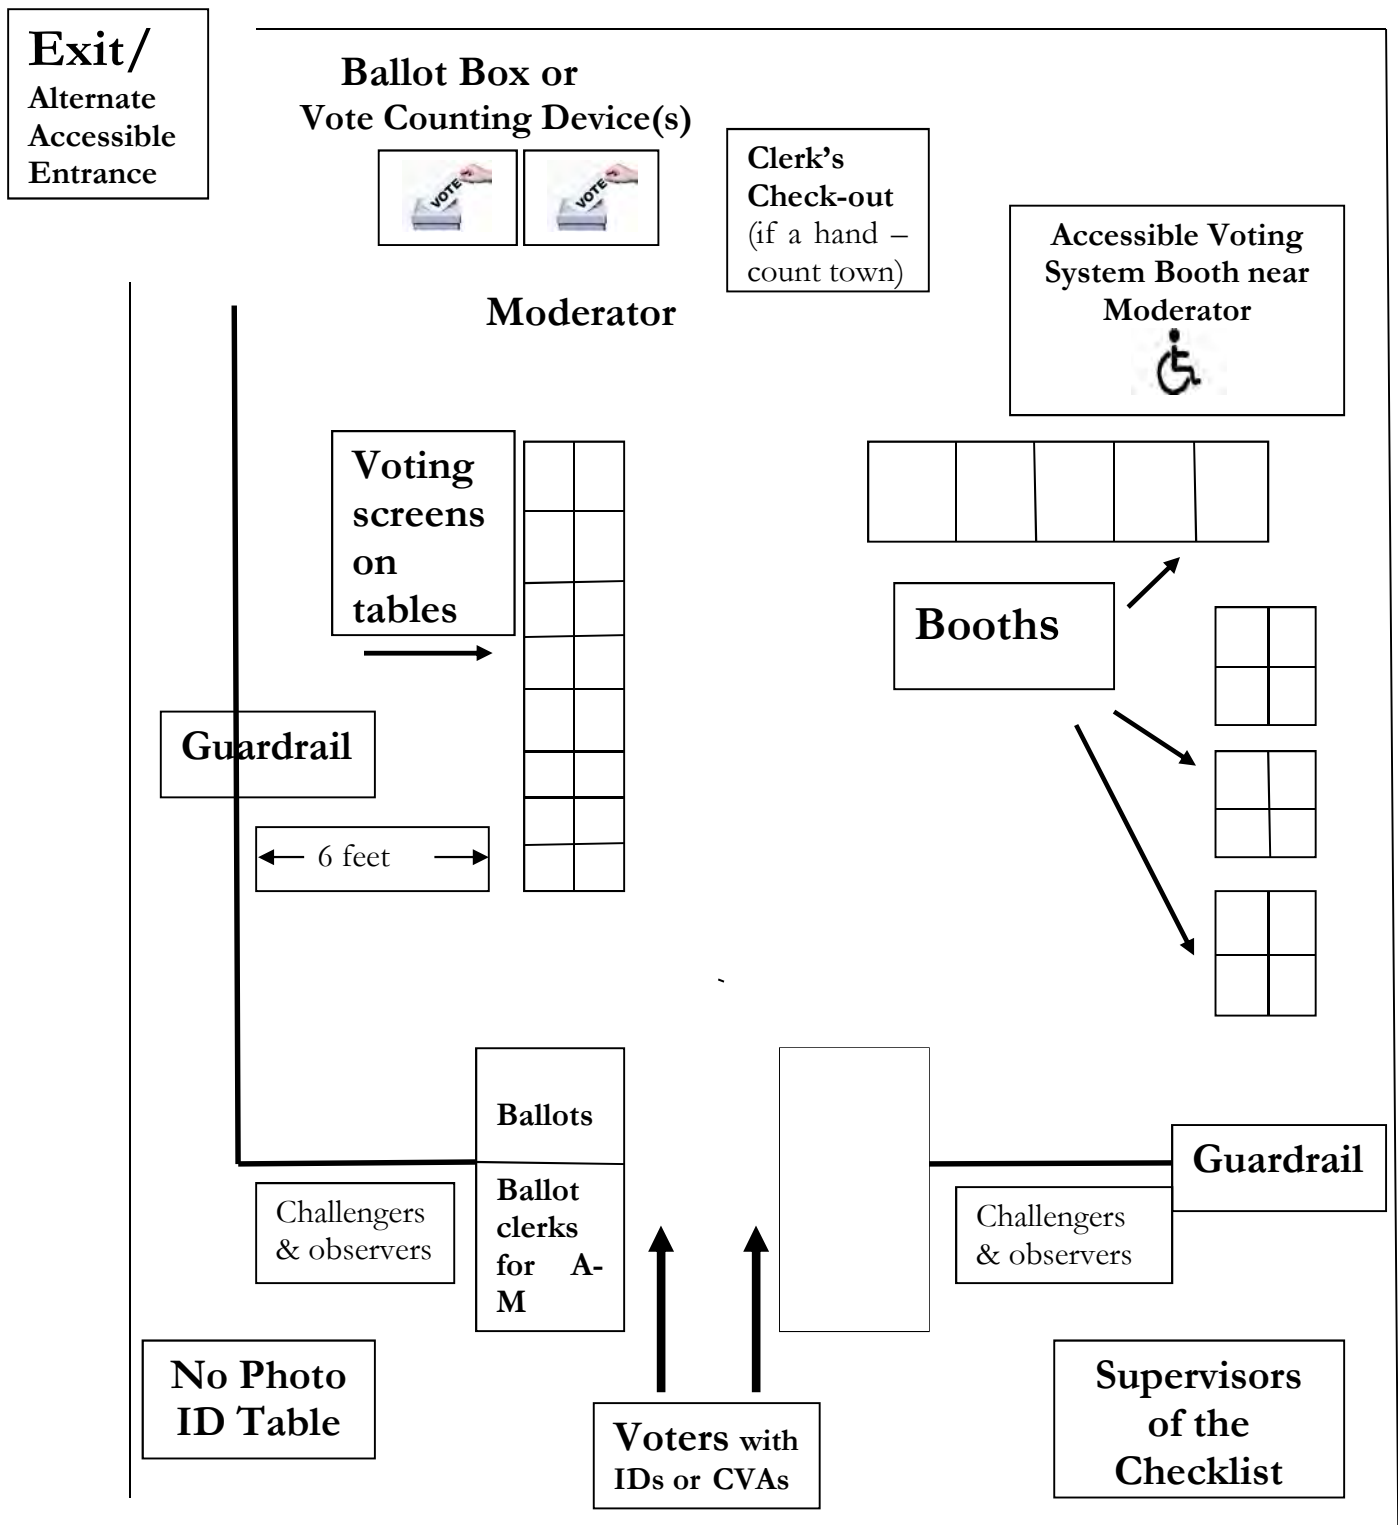 Exit/
Alternate
Accessible
Entrance
Ballot Box or
Vote Counting Device(s)
VOTE
VOTE
Clerk's
Check-out
(if a hand –
count town)
Accessible Voting
System Booth near
Moderator
Moderator
Voting
screens
on
tables
Booths
Guardrail
6 feet
Ballots
Ballot
clerks
for A-
M
Challengers
& observers
Guardrail
Challengers
& observers
No Photo
ID Table
Voters with
IDs or CVAs
Supervisors
of the
Checklist